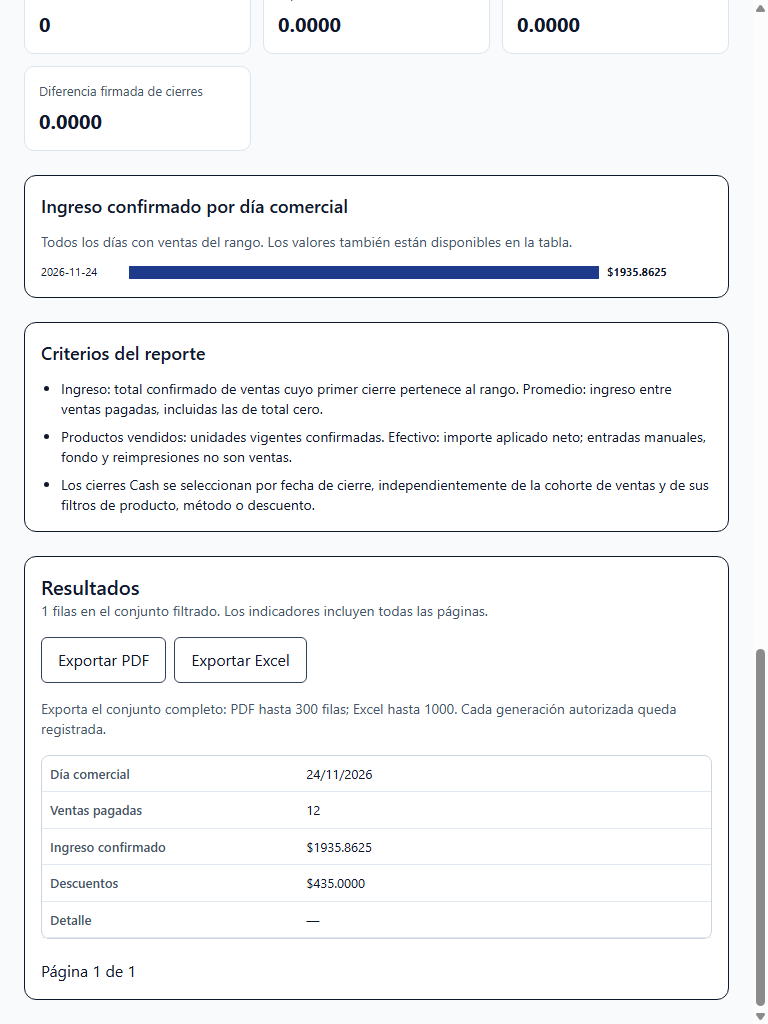 0
0.0000
0.0000
Diferencia firmada de cierres
0.0000
Ingreso confirmado por día comercial
Todos los días con ventas del rango. Los valores también están disponibles en la tabla.
2026-11-24
$1935.8625
Criterios del reporte
• Ingreso: total confirmado de ventas cuyo primer cierre pertenece al rango. Promedio: ingreso entre
ventas pagadas, incluidas las de total cero.
• Productos vendidos: unidades vigentes confirmadas. Efectivo: importe aplicado neto; entradas manuales,
fondo y reimpresiones no son ventas.
• Los cierres Cash se seleccionan por fecha de cierre, independientemente de la cohorte de ventas y de sus
filtros de producto, método o descuento.
Resultados
1 filas en el conjunto filtrado. Los indicadores incluyen todas las páginas.
Exportar PDF
Exportar Excel
Exporta el conjunto completo: PDF hasta 300 filas; Excel hasta 1000. Cada generación autorizada queda
registrada.
Día comercial 24/11/2026
Ventas pagadas 12
Ingreso confirmado $1935.8625
Descuentos $435.0000
Detalle —
Página 1 de 1